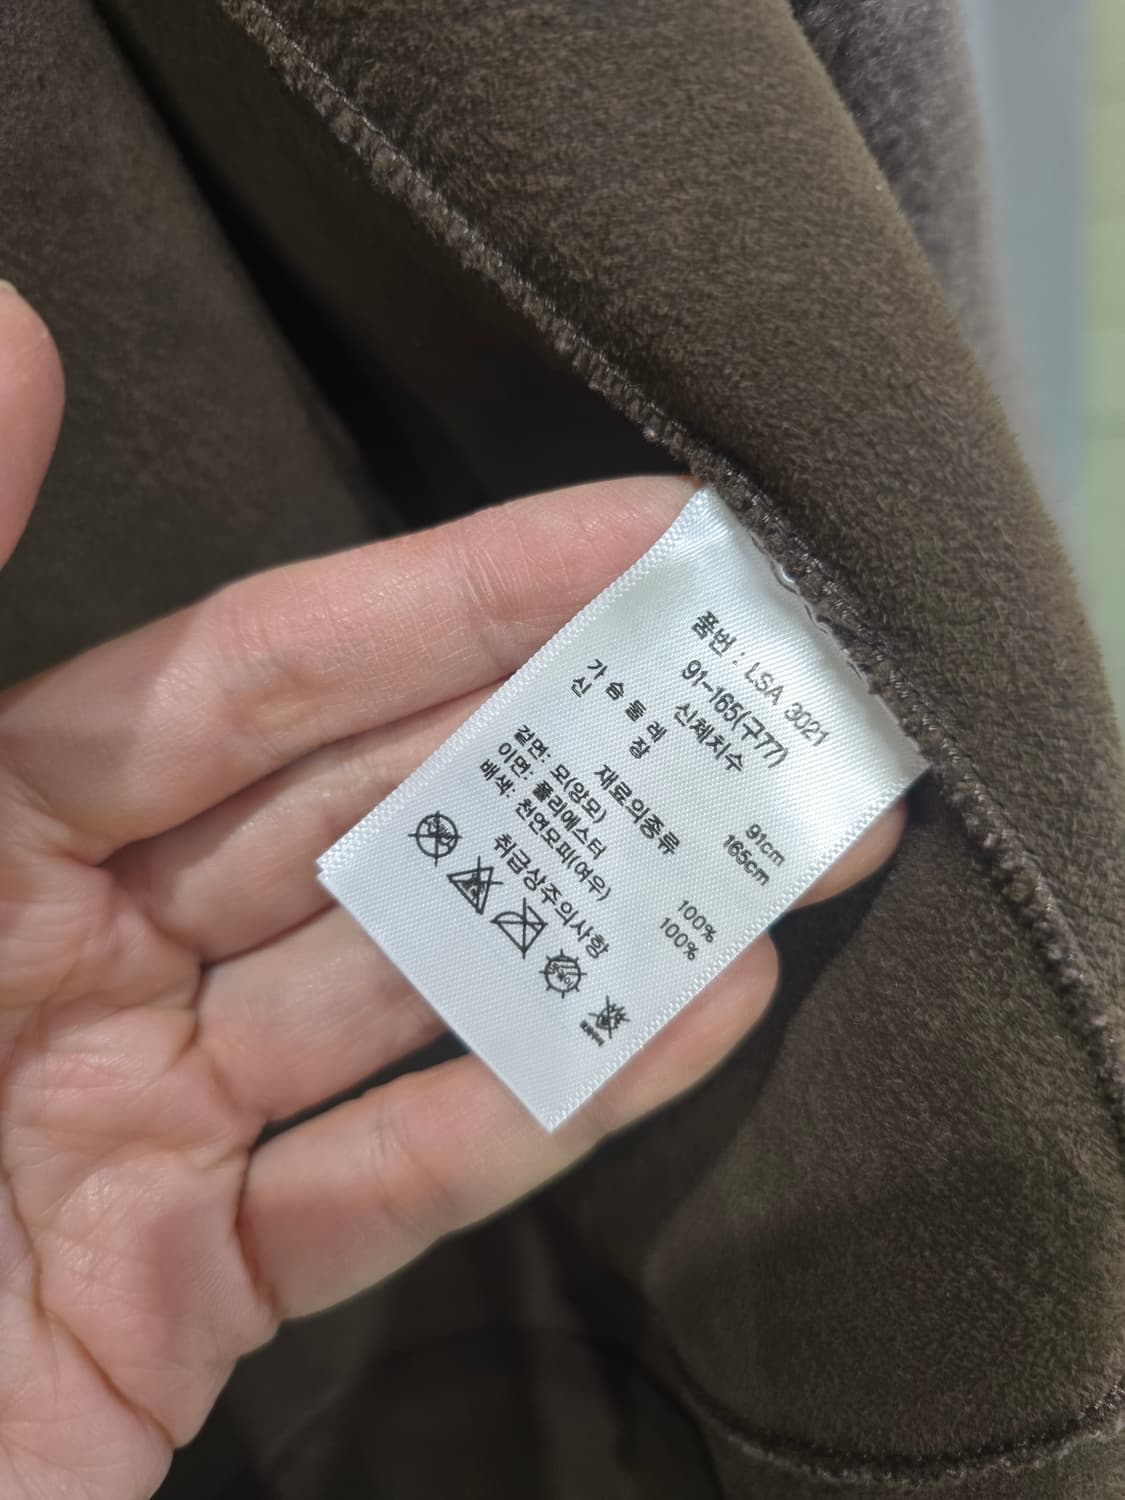 품번 : LSA 3021
91-165(구77)
신체치수
가슴둘레 91cm
신 장 165cm
재료의종류
겉면: 모(양모) 100%
이면: 폴리에스터 100%
배색: 천연모피(여우)
취급상주의사항